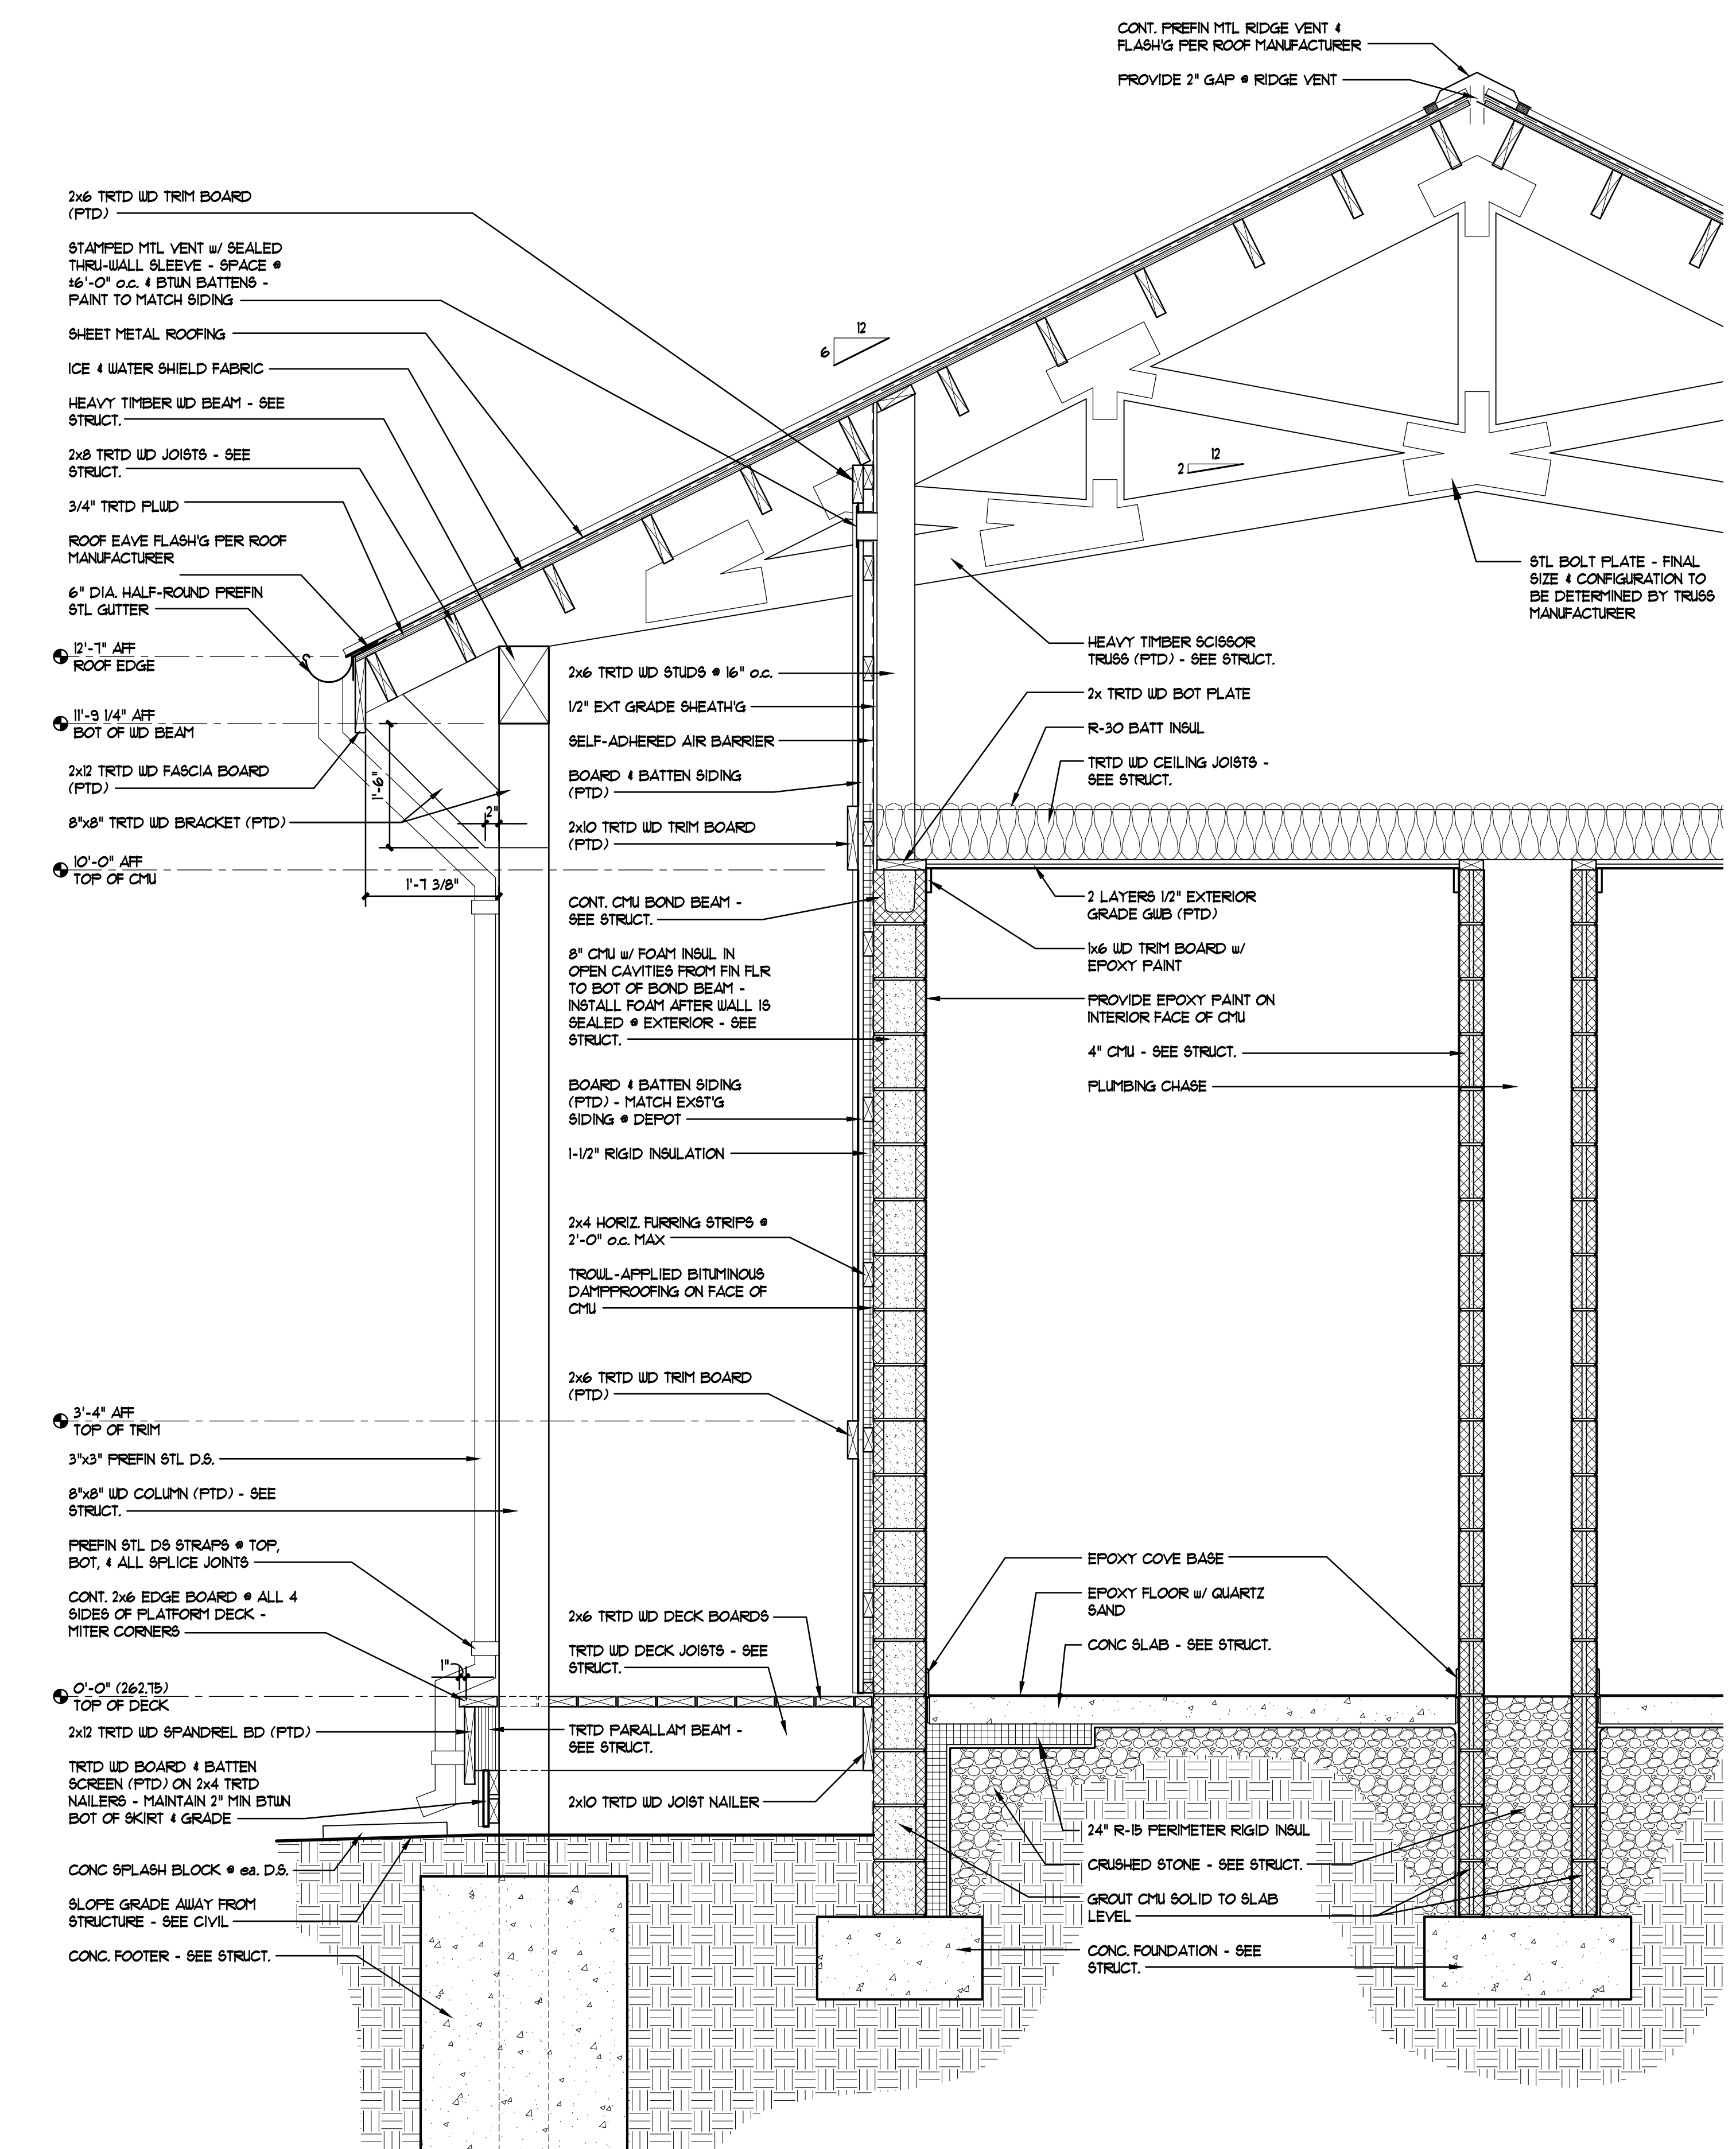 CONT. PREFIN MTL RIDGE VENT &
FLASH'G PER ROOF MANUFACTURER
PROVIDE 2" GAP @ RIDGE VENT
2x6 TRTD WD TRIM BOARD
(PTD)
STAMPED MTL VENT w/ SEALED
THRU-WALL SLEEVE - SPACE @
±6'-0" o.c. & BTWN BATTENS -
PAINT TO MATCH SIDING
SHEET METAL ROOFING
ICE & WATER SHIELD FABRIC
HEAVY TIMBER WD BEAM - SEE
STRUCT.
2x8 TRTD WD JOISTS - SEE
STRUCT.
3/4" TRTD PLWD
ROOF EAVE FLASH'G PER ROOF
MANUFACTURER
6" DIA. HALF-ROUND PREFIN
STL GUTTER
12'-7" AFF
ROOF EDGE
11'-9 1/4" AFF
BOT OF WD BEAM
2x12 TRTD WD FASCIA BOARD
(PTD)
8"x8" TRTD WD BRACKET (PTD)
10'-0" AFF
TOP OF CMU
3'-4" AFF
TOP OF TRIM
3"x3" PREFIN STL D.S.
8"x8" WD COLUMN (PTD) - SEE
STRUCT.
PREFIN STL DS STRAPS @ TOP,
BOT, & ALL SPLICE JOINTS
CONT. 2x6 EDGE BOARD @ ALL 4
SIDES OF PLATFORM DECK -
MITER CORNERS
0'-0" (262.75)
TOP OF DECK
2x12 TRTD WD SPANDREL BD (PTD)
TRTD WD BOARD & BATTEN
SCREEN (PTD) ON 2x4 TRTD
NAILERS - MAINTAIN 2" MIN BTWN
BOT OF SKIRT & GRADE
CONC SPLASH BLOCK @ ea. D.S.
SLOPE GRADE AWAY FROM
STRUCTURE - SEE CIVIL
CONC. FOOTER - SEE STRUCT.
12
6
1'-6"
2"
1'-7 3/8"
1"
2x6 TRTD WD STUDS @ 16" o.c.
1/2" EXT GRADE SHEATH'G
SELF-ADHERED AIR BARRIER
BOARD & BATTEN SIDING
(PTD)
2x10 TRTD WD TRIM BOARD
(PTD)
CONT. CMU BOND BEAM -
SEE STRUCT.
8" CMU w/ FOAM INSUL IN
OPEN CAVITIES FROM FIN FLR
TO BOT OF BOND BEAM -
INSTALL FOAM AFTER WALL IS
SEALED @ EXTERIOR - SEE
STRUCT.
BOARD & BATTEN SIDING
(PTD) - MATCH EXST'G
SIDING @ DEPOT
1-1/2" RIGID INSULATION
2x4 HORIZ. FURRING STRIPS @
2'-0" o.c. MAX
TROWL-APPLIED BITUMINOUS
DAMPPROOFING ON FACE OF
CMU
2x6 TRTD WD TRIM BOARD
(PTD)
2x6 TRTD WD DECK BOARDS
TRTD WD DECK JOISTS - SEE
STRUCT.
TRTD PARALLAM BEAM -
SEE STRUCT.
2x10 TRTD WD JOIST NAILER
12
2
STL BOLT PLATE - FINAL
SIZE & CONFIGURATION TO
BE DETERMINED BY TRUSS
MANUFACTURER
HEAVY TIMBER SCISSOR
TRUSS (PTD) - SEE STRUCT.
2x TRTD WD BOT PLATE
R-30 BATT INSUL
TRTD WD CEILING JOISTS -
SEE STRUCT.
2 LAYERS 1/2" EXTERIOR
GRADE GWB (PTD)
1x6 WD TRIM BOARD w/
EPOXY PAINT
PROVIDE EPOXY PAINT ON
INTERIOR FACE OF CMU
4" CMU - SEE STRUCT.
PLUMBING CHASE
EPOXY COVE BASE
EPOXY FLOOR w/ QUARTZ
SAND
CONC SLAB - SEE STRUCT.
24" R-15 PERIMETER RIGID INSUL
CRUSHED STONE - SEE STRUCT.
GROUT CMU SOLID TO SLAB
LEVEL
CONC. FOUNDATION - SEE
STRUCT.